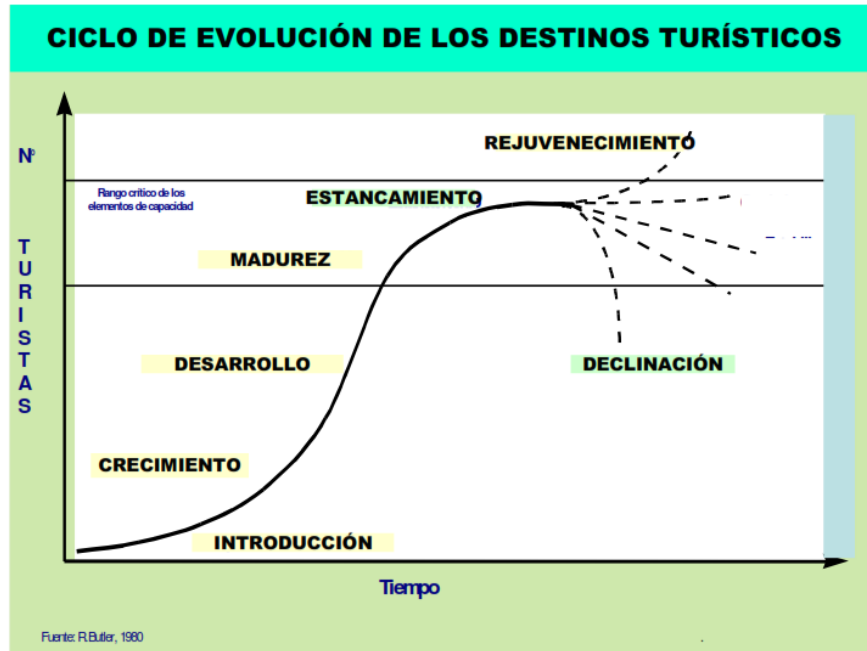 CICLO DE EVOLUCIÓN DE LOS DESTINOS TURÍSTICOS
Nº
TURISTAS
REJUVENECIMIENTO
Rango crítico de los
elementos de capacidad
ESTANCAMIENTO
MADUREZ
DESARROLLO
DECLINACIÓN
CRECIMIENTO
INTRODUCCIÓN
Tiempo
Fuente: R.Butler, 1980